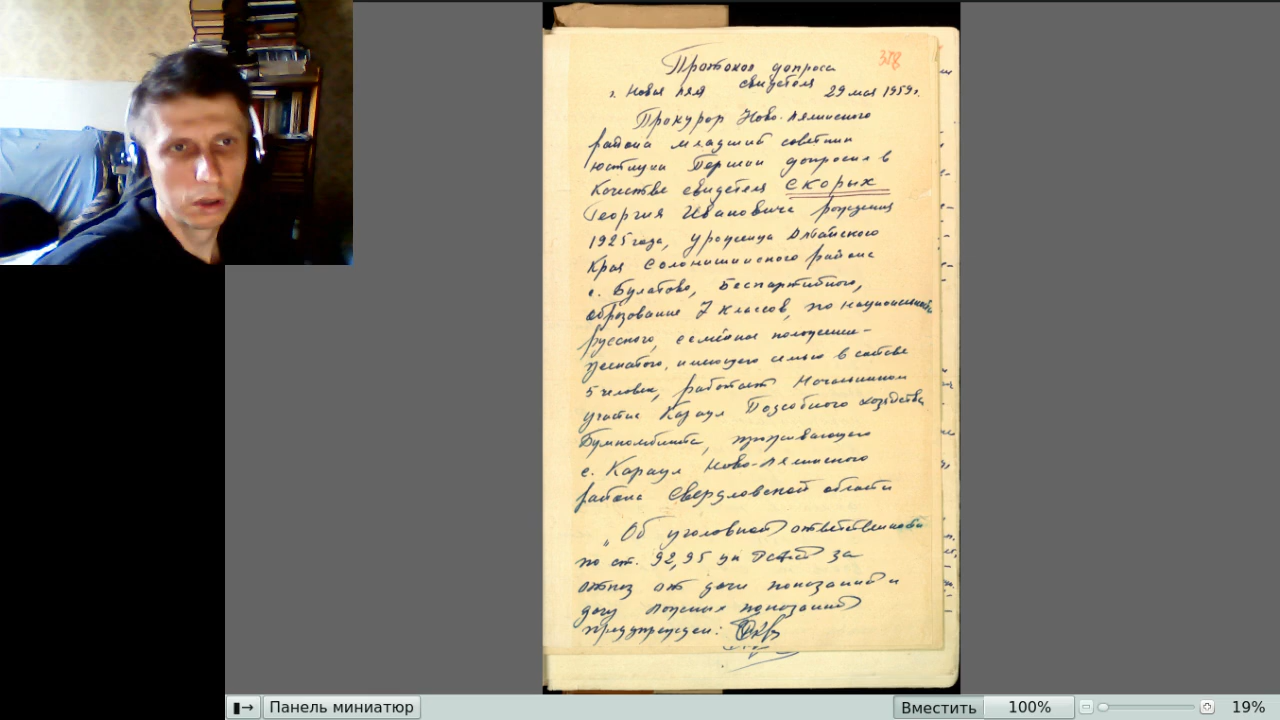 378
Протокол допроса
свидетеля
г. Новая Ляля 29 мая 1959 г.
Прокурор Ново-Лялинского
района младший советник
юстиции Першин допросил в
качестве свидетеля Скорых
Георгия Ивановича рождения
1925 года, уроженца Алтайского
края Солонешинского района
с. Булатово, беспартийного,
образование 7 классов, по национальности
русского, семейное положение-
женатого, имеющего семью в составе
5 человек, работает начальником
участка Караул Подсобного хозяйства
Бумкомбината, проживающего
с. Караул Ново-Лялинского
района Свердловской области
„Об уголовной ответственности
по ст. 92, 95 ук РСФСР за
отказ от дачи показаний и
дачу ложных показаний
предупрежден:
Панель миниатюр
Вместить
100%
19%